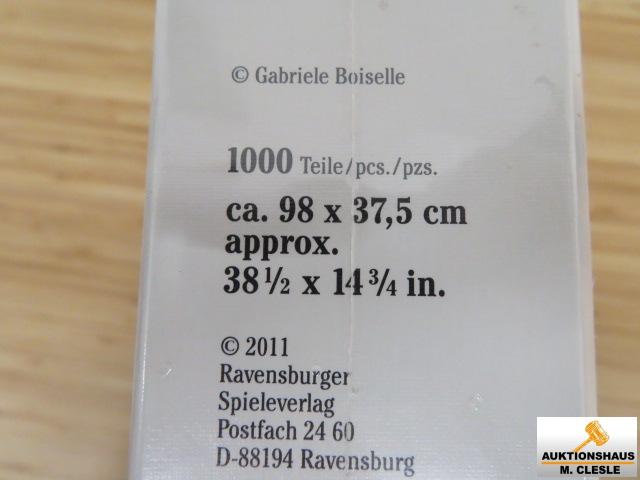 © Gabriele Boiselle
1000 Teile/pcs./pzs.
ca. 98 x 37,5 cm
approx.
38 ½ x 14 ¾ in.
© 2011
Ravensburger
Spieleverlag
Postfach 24 60
D-88194 Ravensburg
AUKTIONSHAUS
M. CLESLE